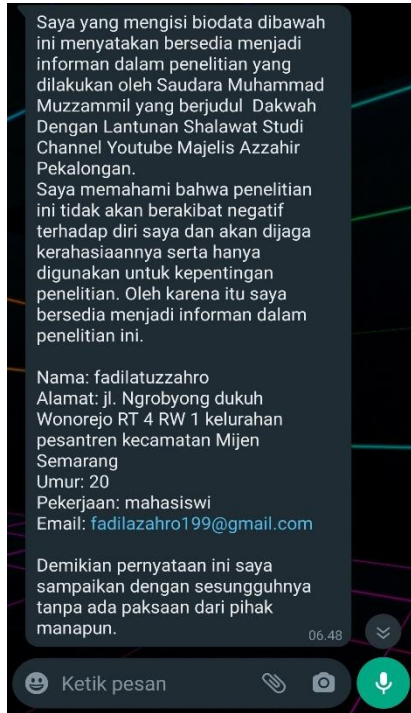 Saya yang mengisi biodata dibawah
ini menyatakan bersedia menjadi
informan dalam penelitian yang
dilakukan oleh Saudara Muhammad
Muzzammil yang berjudul  Dakwah
Dengan Lantunan Shalawat Studi
Channel Youtube Majelis Azzahir
Pekalongan.
Saya memahami bahwa penelitian
ini tidak akan berakibat negatif
terhadap diri saya dan akan dijaga
kerahasiaannya serta hanya
digunakan untuk kepentingan
penelitian. Oleh karena itu saya
bersedia menjadi informan dalam
penelitian ini.

Nama: fadilatuzzahro
Alamat: jl. Ngrobyong dukuh
Wonorejo RT 4 RW 1 kelurahan
pesantren kecamatan Mijen
Semarang
Umur: 20
Pekerjaan: mahasiswi
Email: fadilazahro199@gmail.com

Demikian pernyataan ini saya
sampaikan dengan sesungguhnya
tanpa ada paksaan dari pihak
manapun.
06.48
Ketik pesan